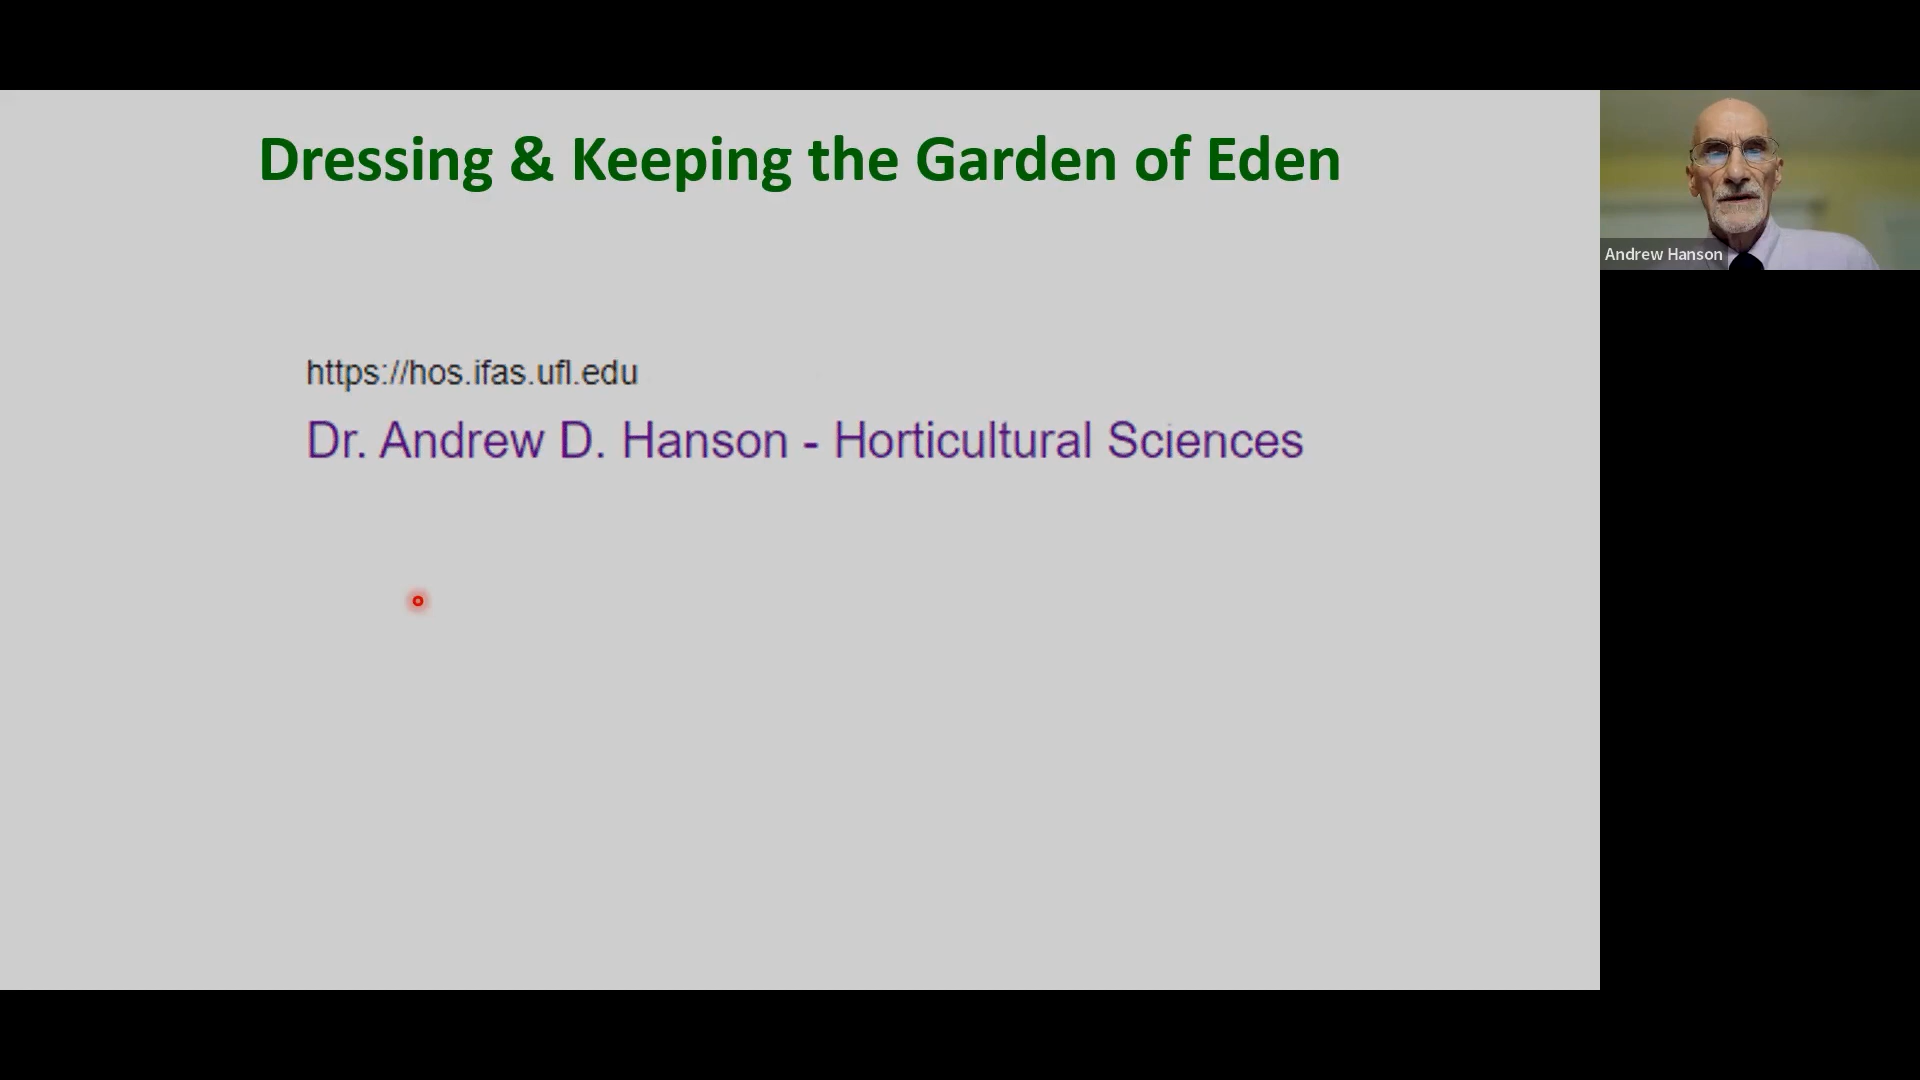 Dressing & Keeping the Garden of Eden
https://hos.ifas.ufl.edu
Dr. Andrew D. Hanson - Horticultural Sciences
Andrew Hanson